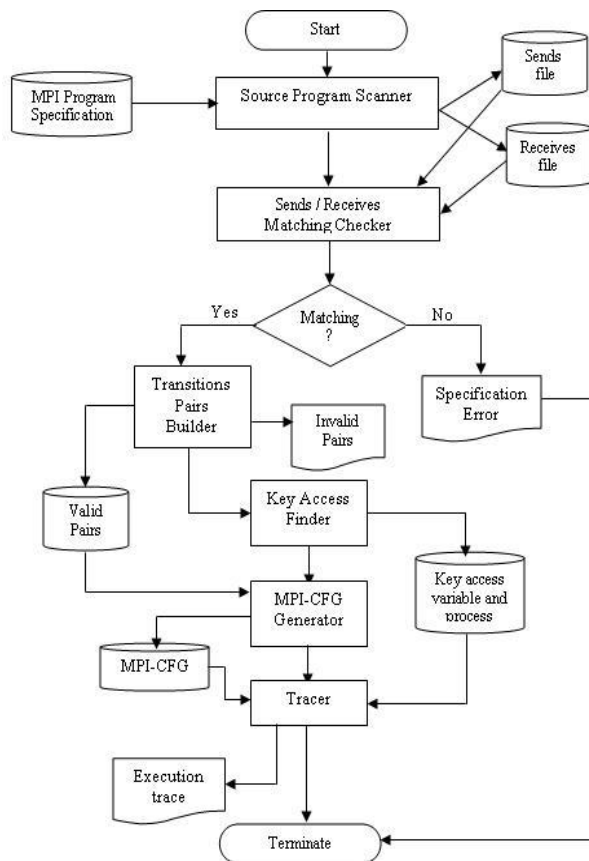 Start
Sends
file
MPI Program
Specification
Source Program Scanner
Receives
file
Sends / Receives
Matching Checker
Yes
Matching
?
No
Transitions
Pairs
Builder
Invalid
Pairs
Specification
Error
Valid
Pairs
Key Access
Finder
Key access
variable and
process
MPI-CFG
Generator
MPI-CFG
Tracer
Execution
trace
Terminate